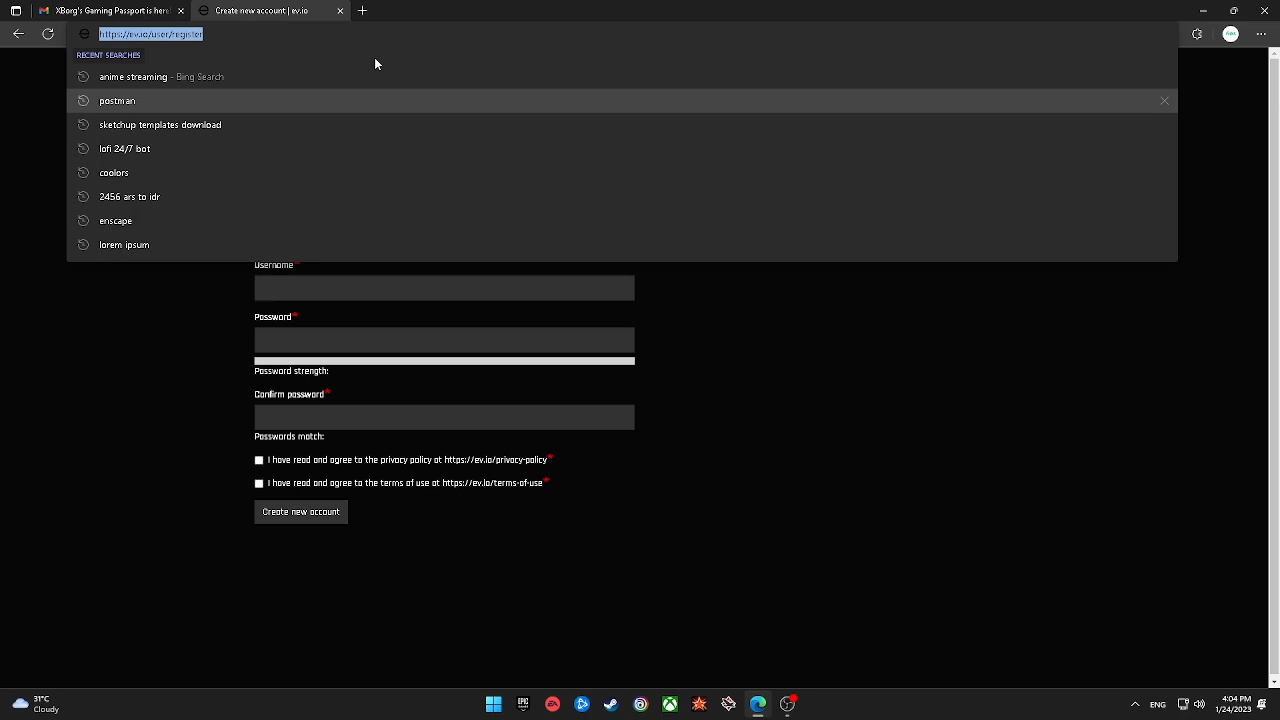 XBorg's Gaming Passport is here!
Create new account | ev.io
https://ev.io/user/register
RECENT SEARCHES
anime streaming - Bing Search
postman
sketchup templates download
lofi 24/7 bot
coolors
2456 ars to idr
enscape
lorem ipsum
Username*
Password*
Password strength:
Confirm password*
Passwords match:
I have read and agree to the privacy policy at https://ev.io/privacy-policy*
I have read and agree to the terms of use at https://ev.io/terms-of-use*
Create new account
31°C
Cloudy
EPIC
EA
ENG
4:04 PM
1/24/2023